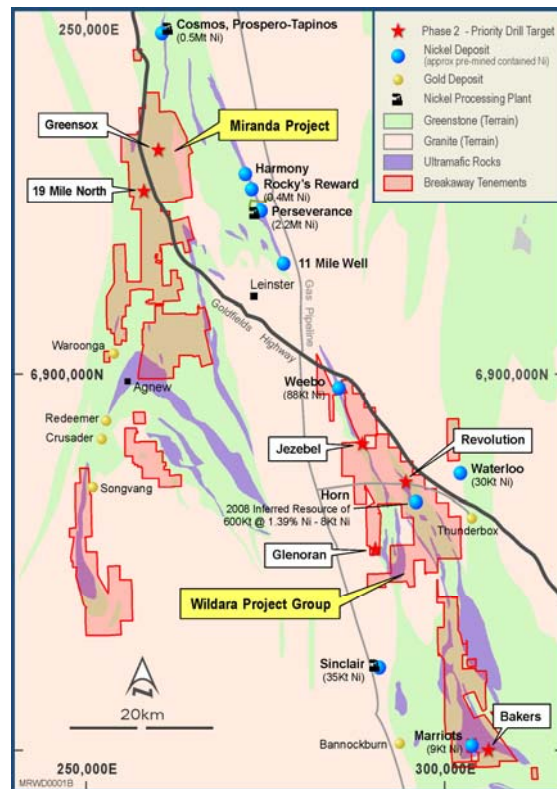 250,000E
Cosmos, Prospero-Tapinos
(0.5Mt Ni)
Phase 2 - Priority Drill Target
Nickel Deposit
(approx pre-mined contained Ni)
Gold Deposit
Nickel Processing Plant
Greenstone (Terrain)
Granite (Terrain)
Ultramafic Rocks
Breakaway Tenements
Greensox
Miranda Project
19 Mile North
Harmony
Rocky's Reward
(0.4Mt Ni)
Perseverance
(2.2Mt Ni)
11 Mile Well
Leinster
Gas Pipeline
Goldfields Highway
Waroonga
6,900,000N
Agnew
Weebo
(88Kt Ni)
6,900,000N
Redeemer
Crusader
Jezebel
Revolution
Songvang
Waterloo
(30Kt Ni)
Horn
2008 Inferred Resource of
600Kt @ 1.39% Ni - 8Kt Ni
Thunderbox
Glenoran
Wildara Project Group
N
20km
Sinclair
(35Kt Ni)
Bakers
Bannockburn
Marriots
(9Kt Ni)
250,000E
300,000E
MRWD0001B